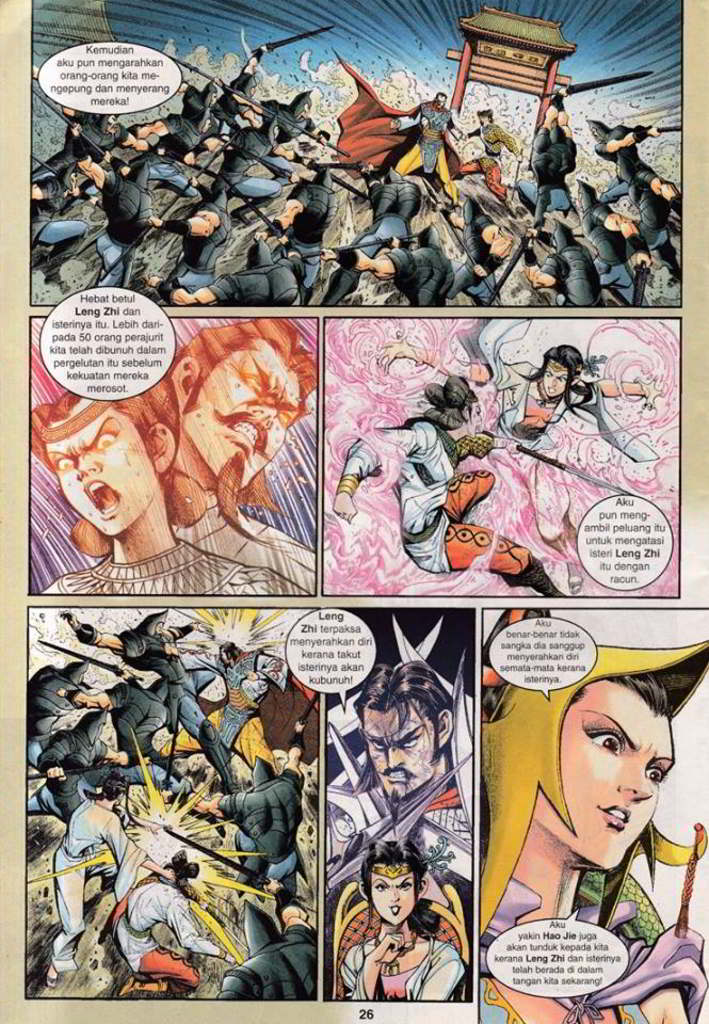 Kemudian
aku pun mengarahkan
orang-orang kita me-
ngepung dan menyerang
mereka!
Hebat betul
Leng Zhi dan
isterinya itu. Lebih dari-
pada 50 orang perajurit
kita telah dibunuh dalam
pergelutan itu sebelum
kekuatan mereka
merosot.
Aku
pun meng-
ambil peluang itu
untuk mengatasi
isteri Leng Zhi
itu dengan
racun.
Leng
Zhi terpaksa
menyerahkan diri
kerana takut
isterinya akan
kubunuh!
Aku
benar-benar tidak
sangka dia sanggup
menyerahkan diri
semata-mata kerana
isterinya.
Aku
yakin Hao Jie juga
akan tunduk kepada kita
kerana Leng Zhi dan isterinya
telah berada di dalam
tangan kita sekarang!
26